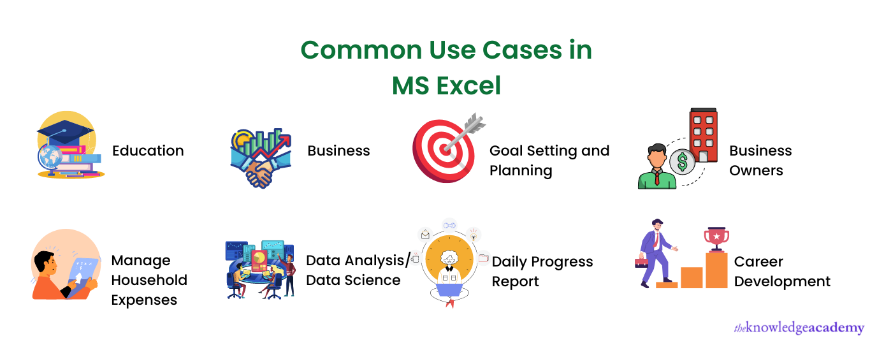 Common Use Cases in
MS Excel
Education
Business
Goal Setting and
Planning
Business
Owners
Manage
Household
Expenses
Data Analysis/
Data Science
Daily Progress
Report
Career
Development
theknowledgeacademy